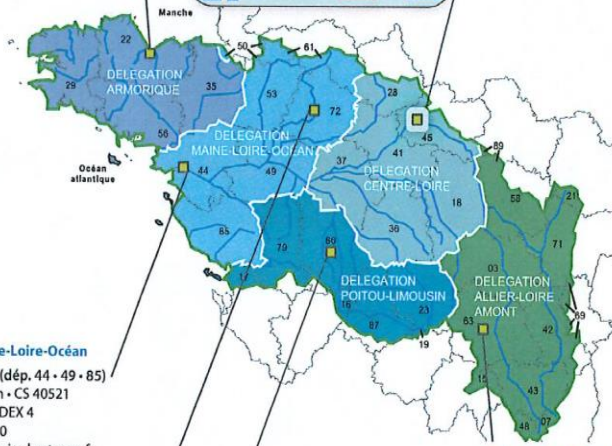 Manche
22
50
61
DELEGATION
ARMORIQUE
29
35
53
28
72
45
56
DELEGATION
MAINE-LOIRE-OCÉAN
41
89
Océan
atlantique
44
49
37
DELEGATION
CENTRE-LOIRE
58
21
18
85
36
71
79
86
17
DELEGATION
POITOU-LIMOUSIN
03
DELEGATION
ALLIER-LOIRE
AMONT
16
23
69
63
42
87
19
e-Loire-Océan
(dép. 44 • 49 • 85)
15
n • CS 40521
43
DEX 4
0
48
07